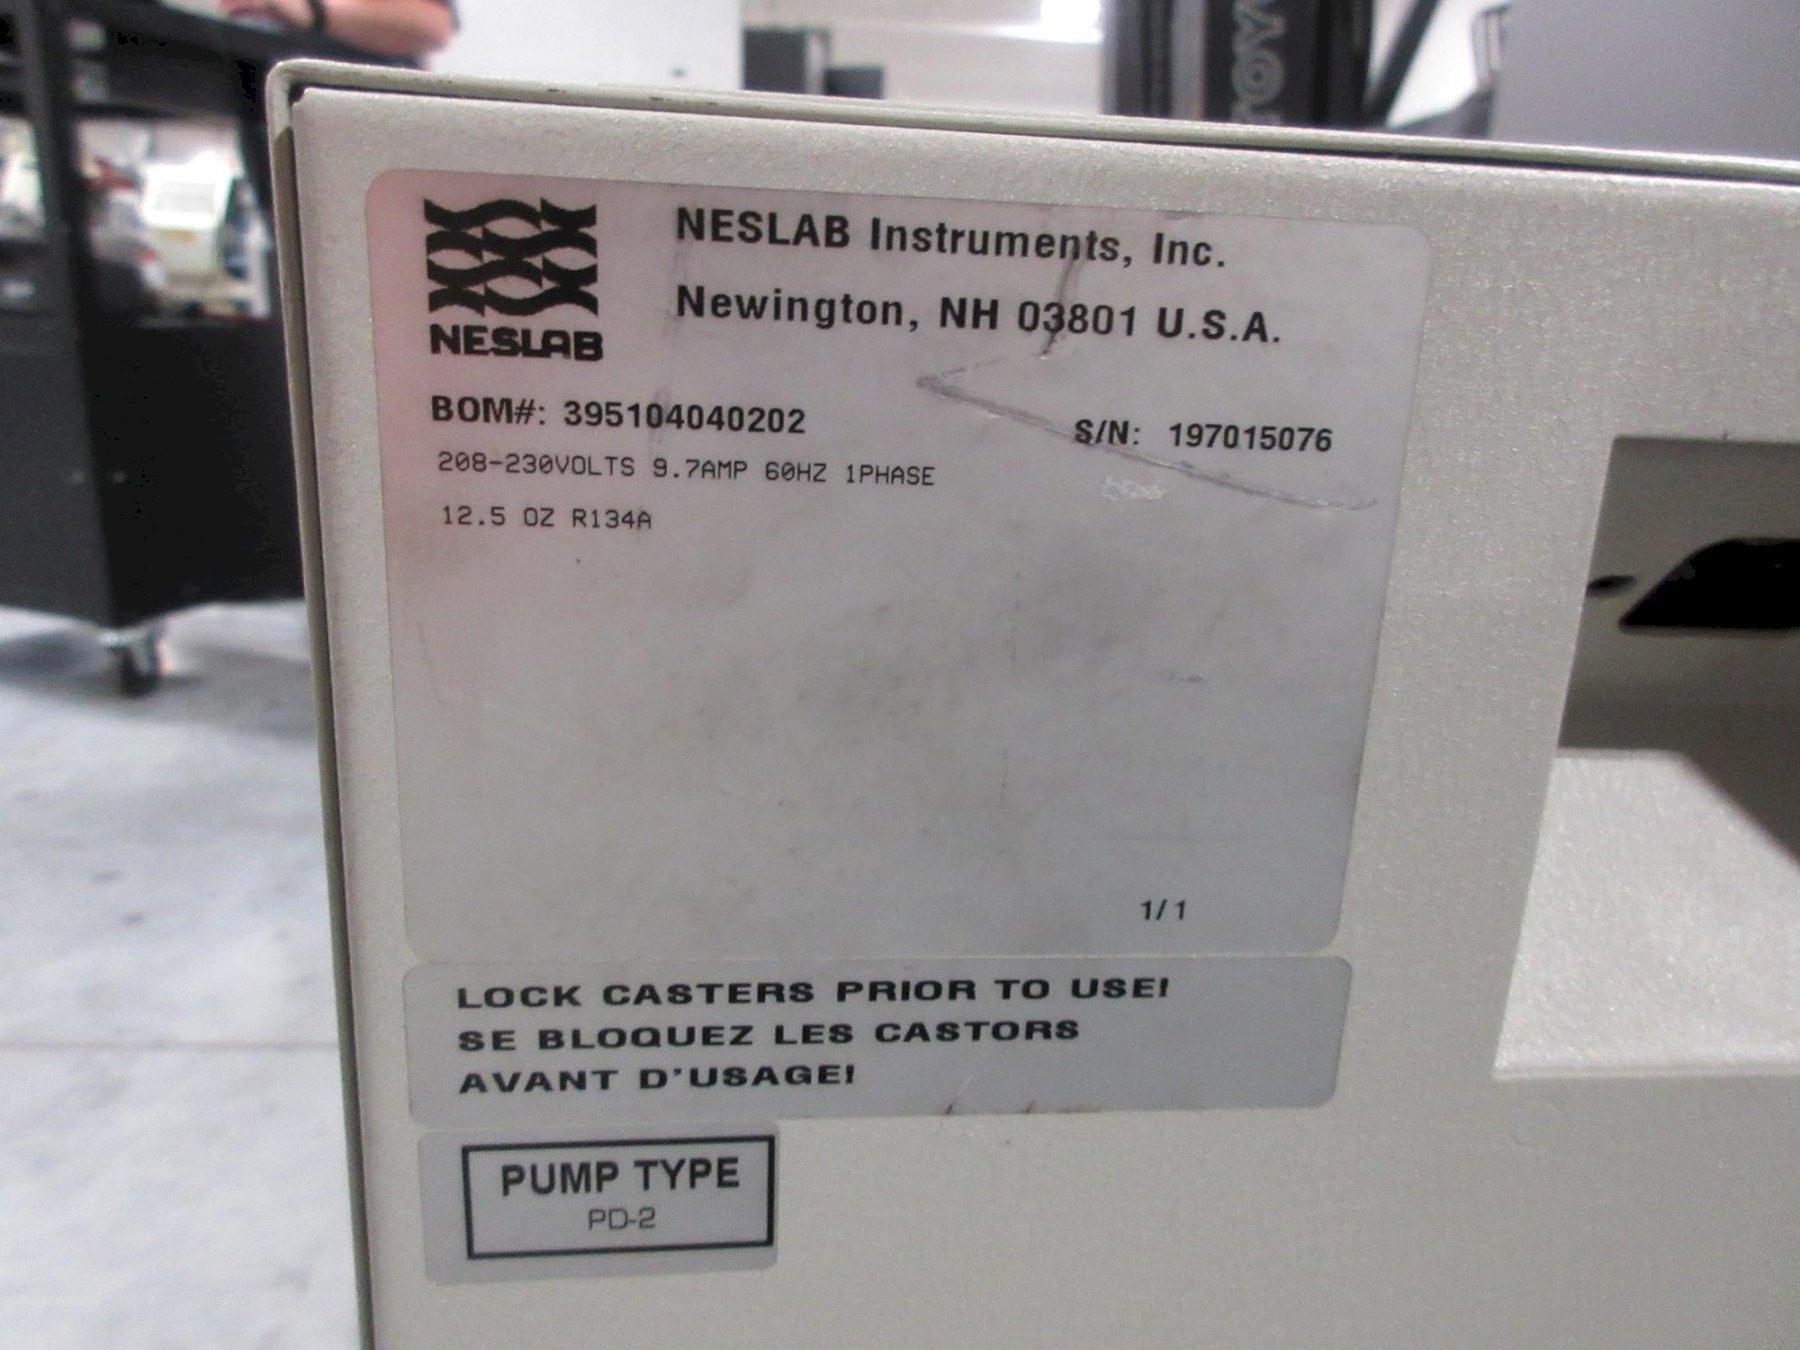 NESLAB
NESLAB Instruments, Inc.
Newington, NH 03801 U.S.A.
BOM#: 395104040202
S/N: 197015076
208-230VOLTS 9.7AMP 60HZ 1PHASE
12.5 OZ R134A
1/1
LOCK CASTERS PRIOR TO USE!
SE BLOQUEZ LES CASTORS
AVANT D'USAGE!
PUMP TYPE
PD-2